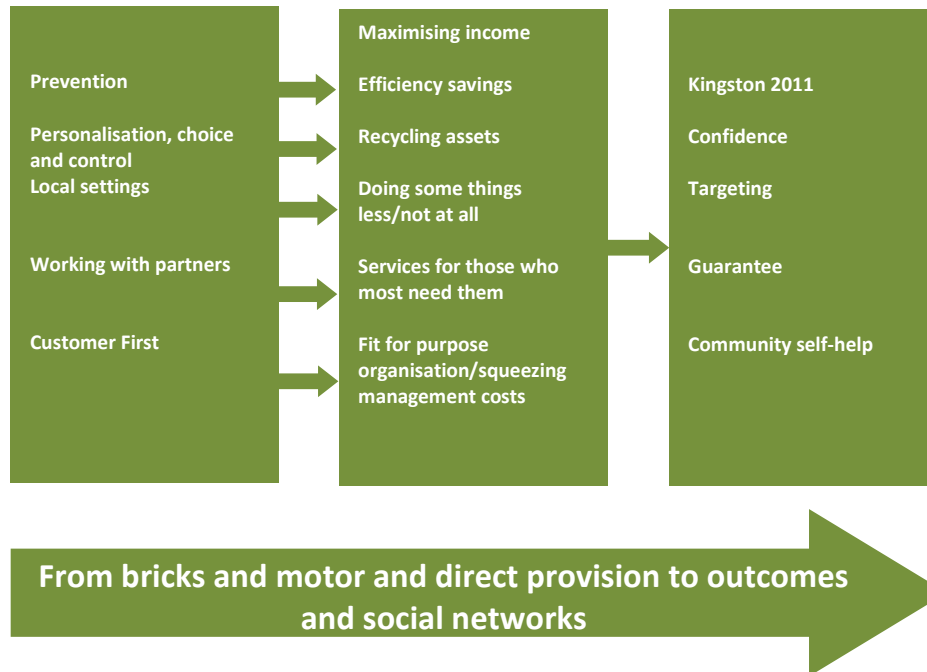 Prevention
Personalisation, choice
and control
Local settings
Working with partners
Customer First
Maximising income
Efficiency savings
Recycling assets
Doing some things
less/not at all
Services for those who
most need them
Fit for purpose
organisation/squeezing
management costs
Kingston 2011
Confidence
Targeting
Guarantee
Community self-help
From bricks and motor and direct provision to outcomes
and social networks